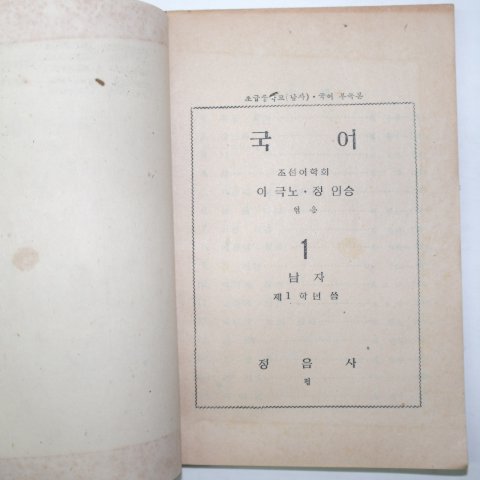 초급중학교(남자)·국어 부독본
국 어
조선어학회
이 극노·정 인승
1
남 자
제1학년씀
정 음 사